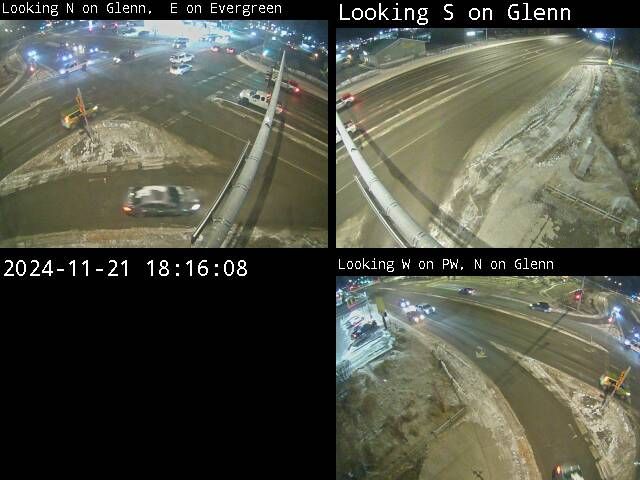 Looking N on Glenn,  E on Evergreen
Looking S on Glenn
2024-11-21 18:16:08
Looking W on PW, N on Glenn